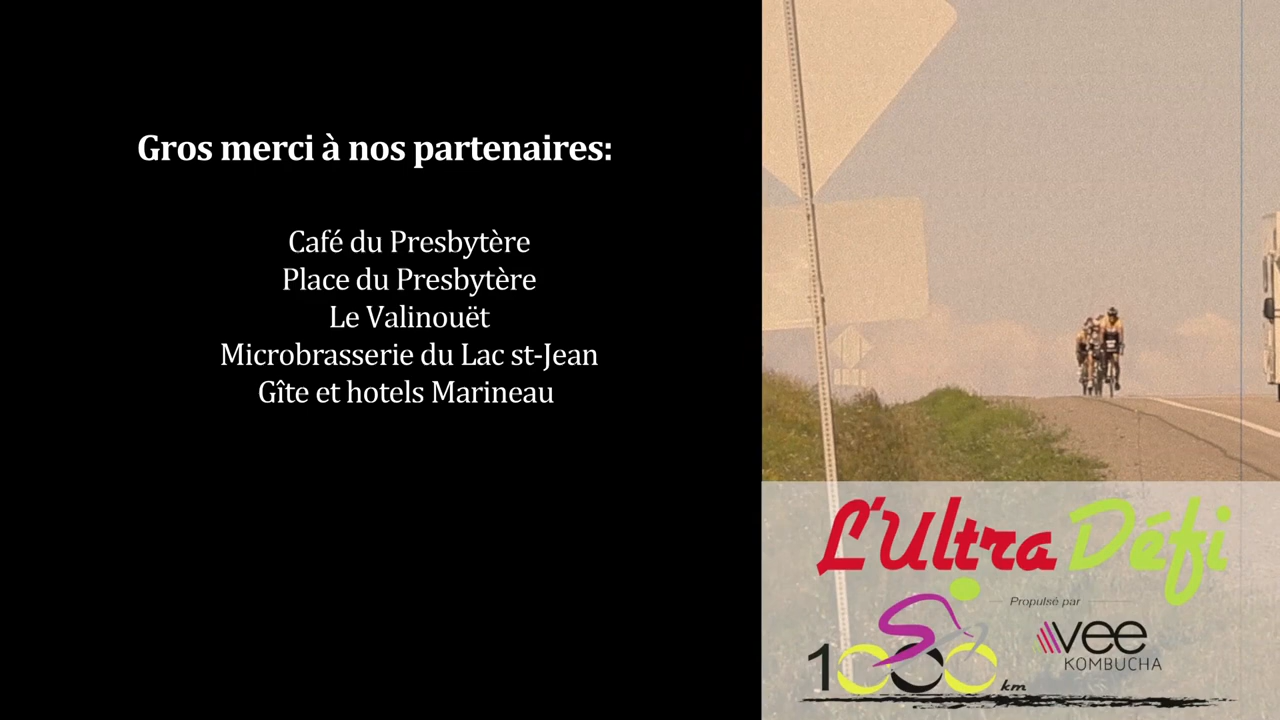 Gros merci à nos partenaires:
Café du Presbytère
Place du Presbytère
Le Valinouët
Microbrasserie du Lac st-Jean
Gîte et hotels Marineau
L'Ultra Défi
Propulsé par
vee
KOMBUCHA
1000 km